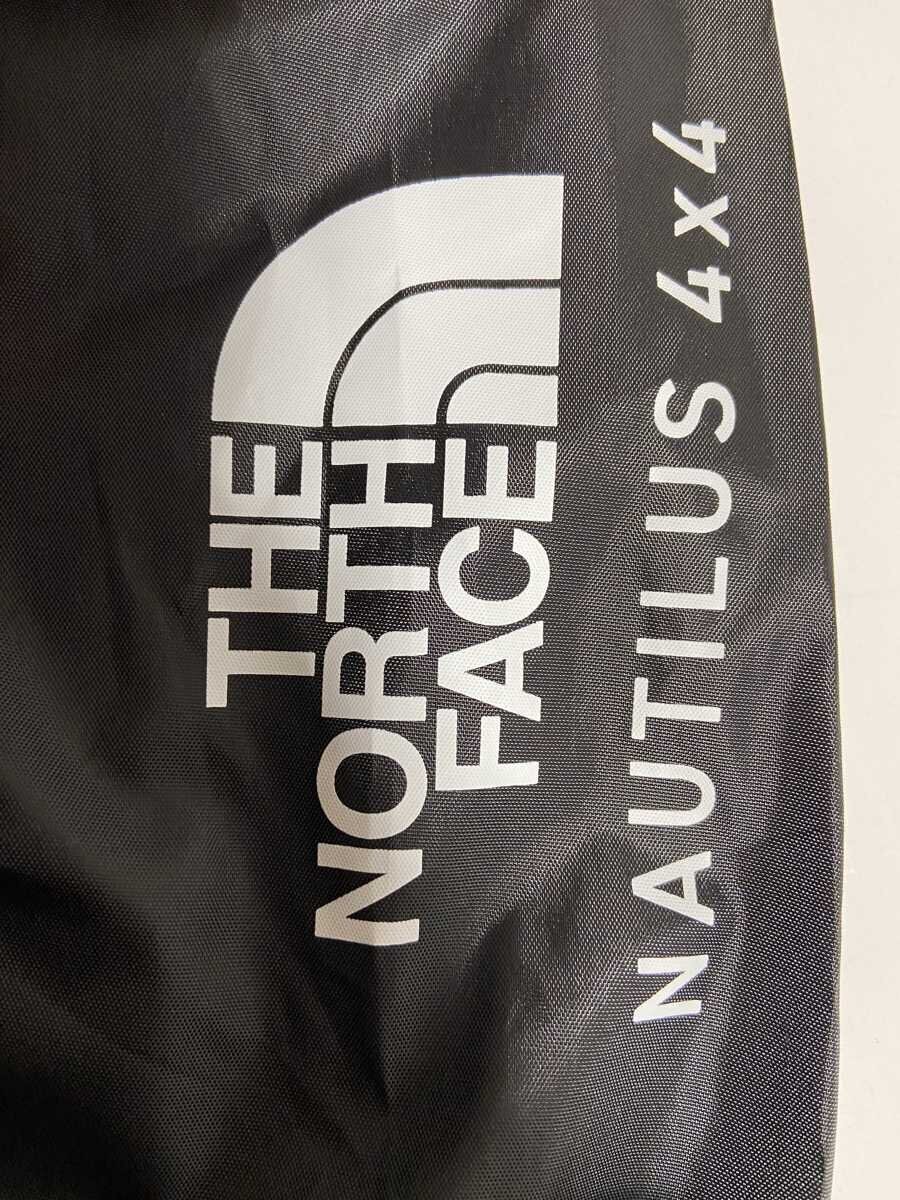 THE
NORTH
FACE
NAUTILUS 4x4